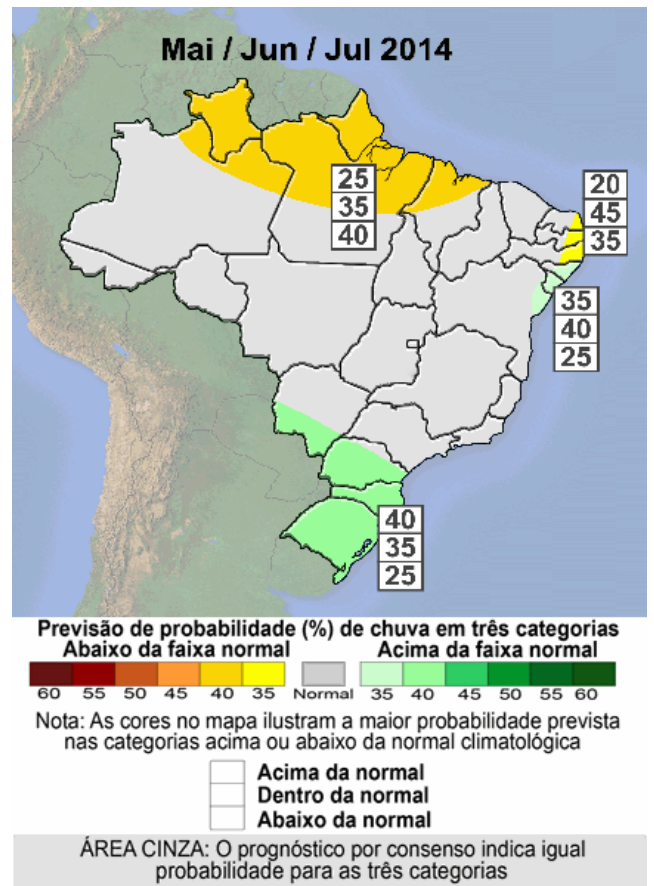 Mai / Jun / Jul 2014
25
35
40
20
45
35
35
40
25
40
35
25
Previsão de probabilidade (%) de chuva em três categorias
Abaixo da faixa normal Acima da faixa normal
60 55 50 45 40 35 Normal 35 40 45 50 55 60
Nota: As cores no mapa ilustram a maior probabilidade prevista
nas categorias acima ou abaixo da normal climatológica
Acima da normal
Dentro da normal
Abaixo da normal
ÁREA CINZA: O prognóstico por consenso indica igual
probabilidade para as três categorias